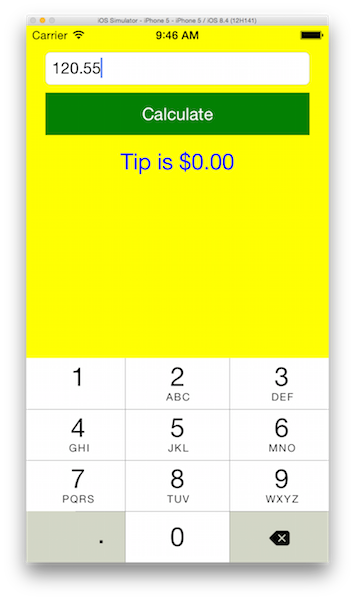 iOS Simulator - iPhone 5 - iPhone 5 / iOS 8.4 (12H141)
Carrier 9:46 AM
120.55
Calculate
Tip is $0.00
1 2 3
ABC DEF
4 5 6
GHI JKL MNO
7 8 9
PQRS TUV WXYZ
. 0